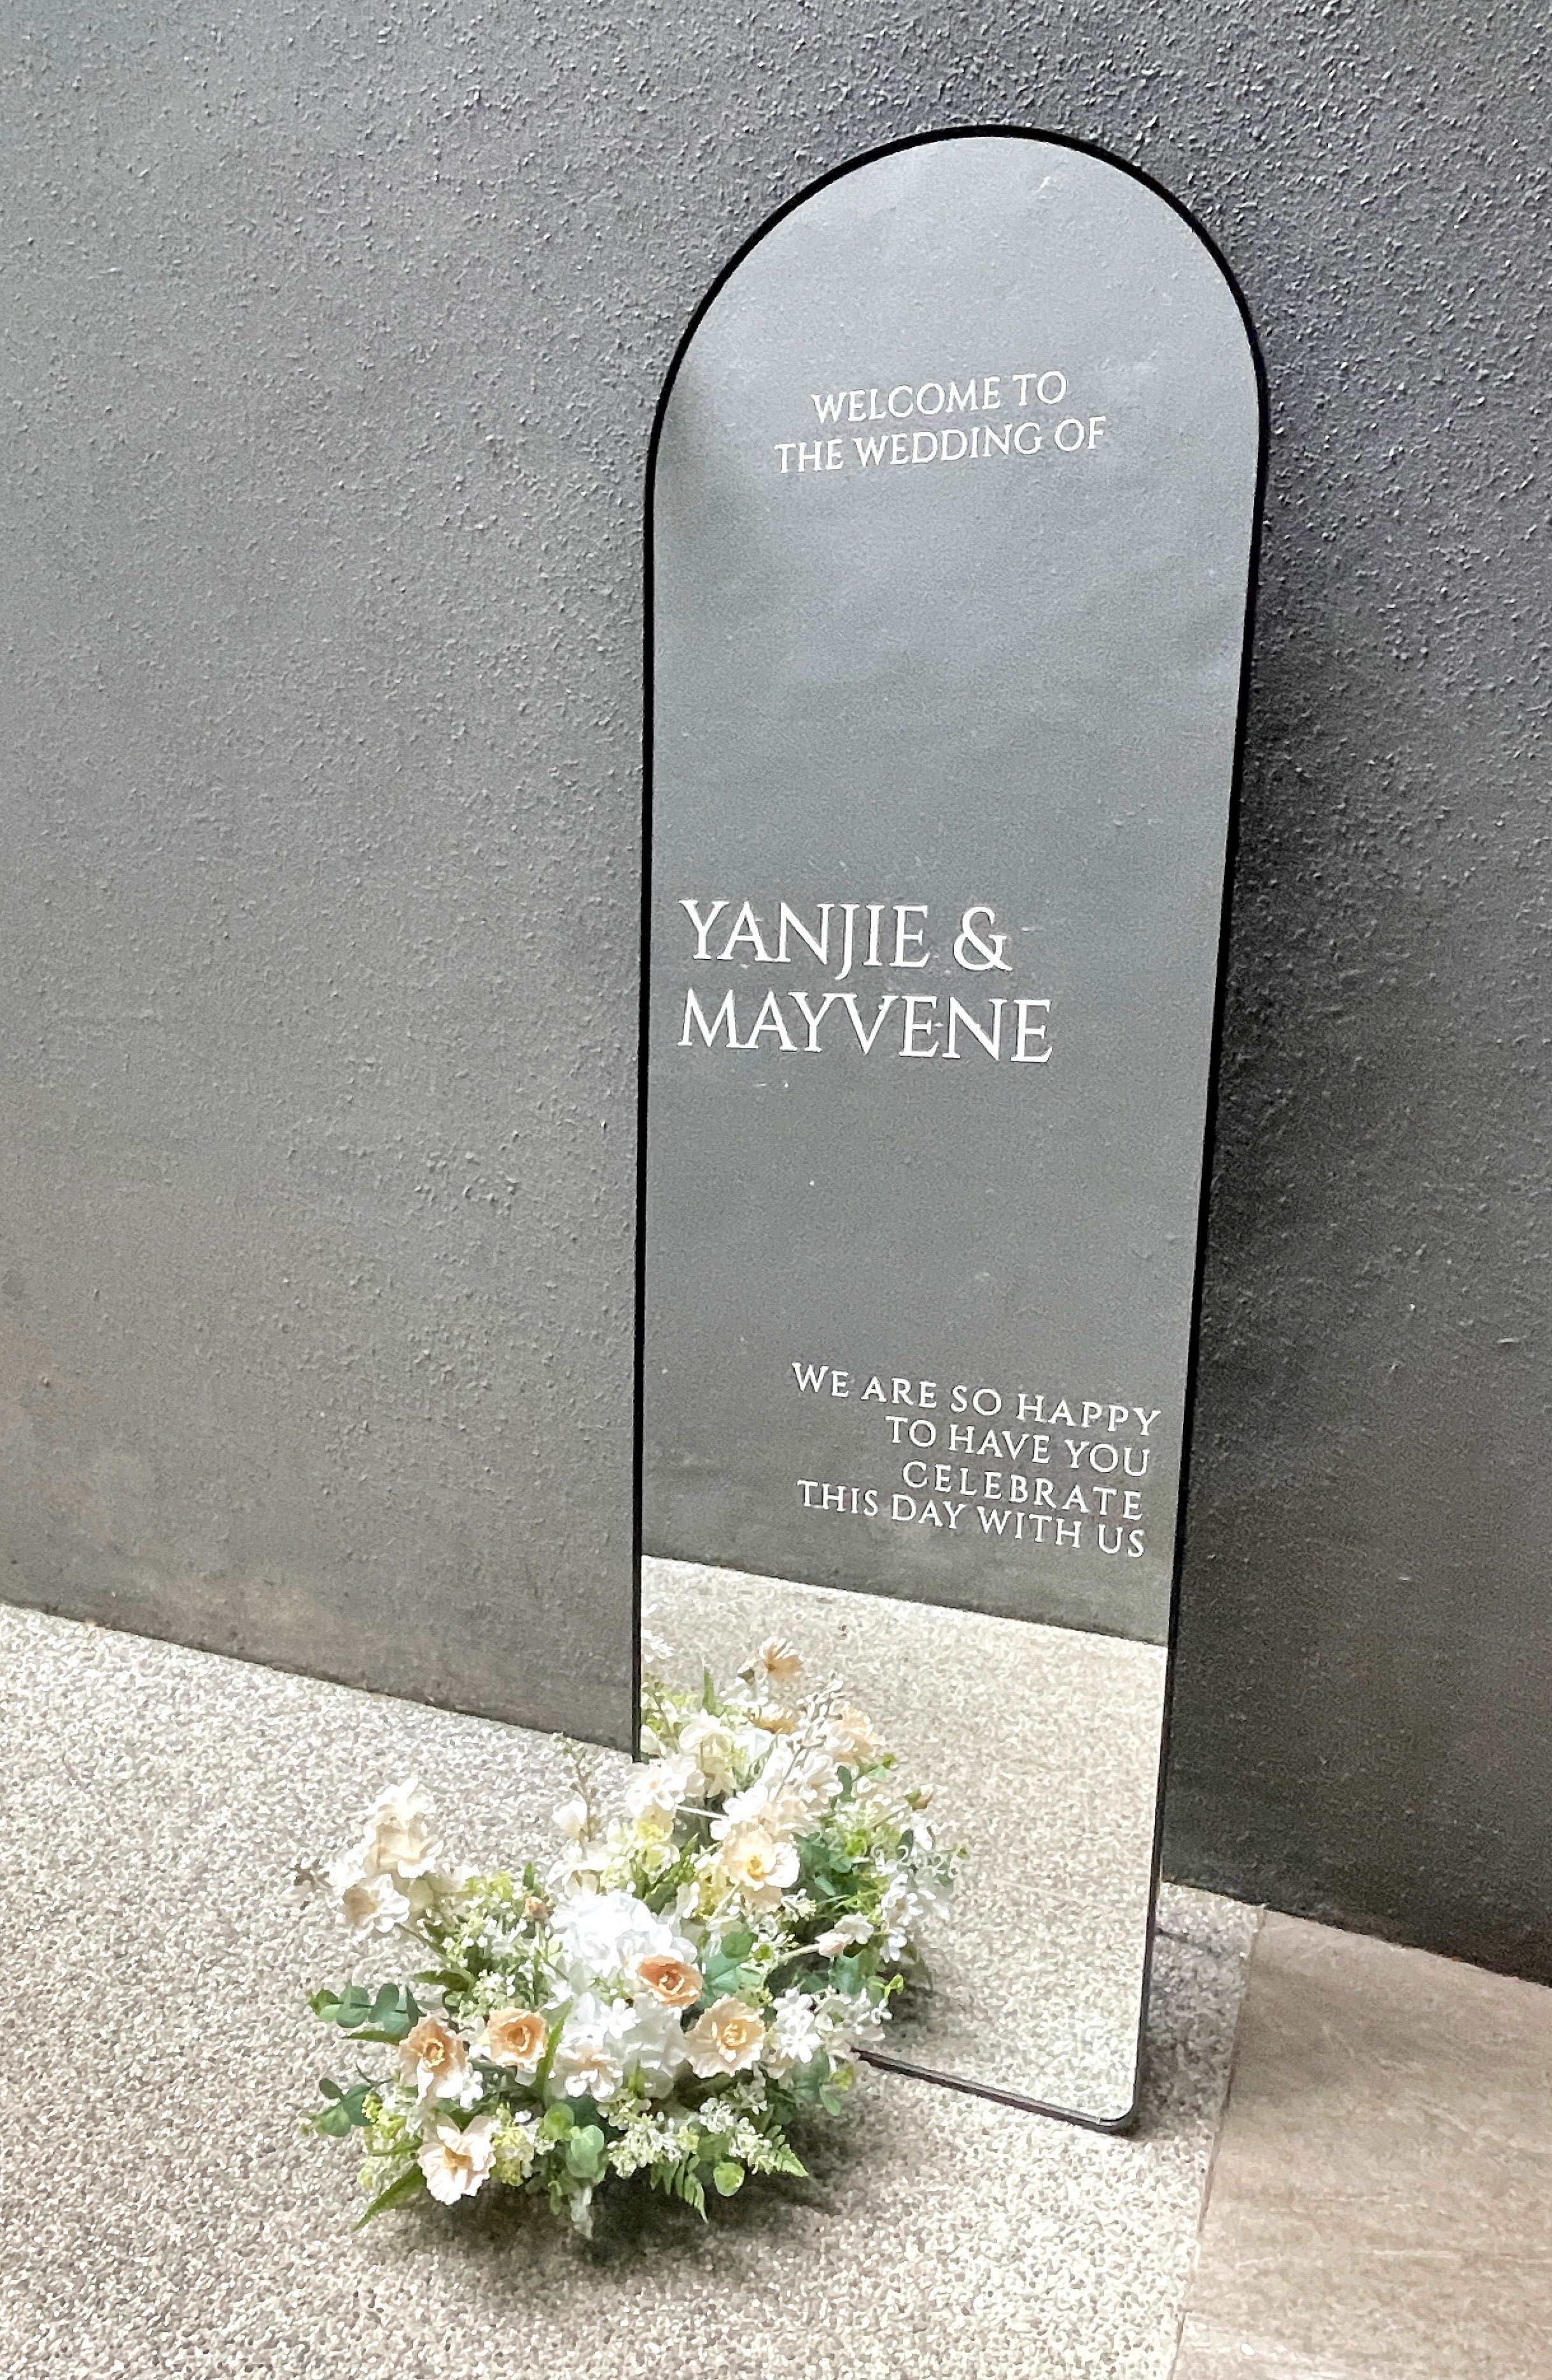 WELCOME TO
THE WEDDING OF
YANJIE &
MAYVENE
WE ARE SO HAPPY
TO HAVE YOU
CELEBRATE
THIS DAY WITH US